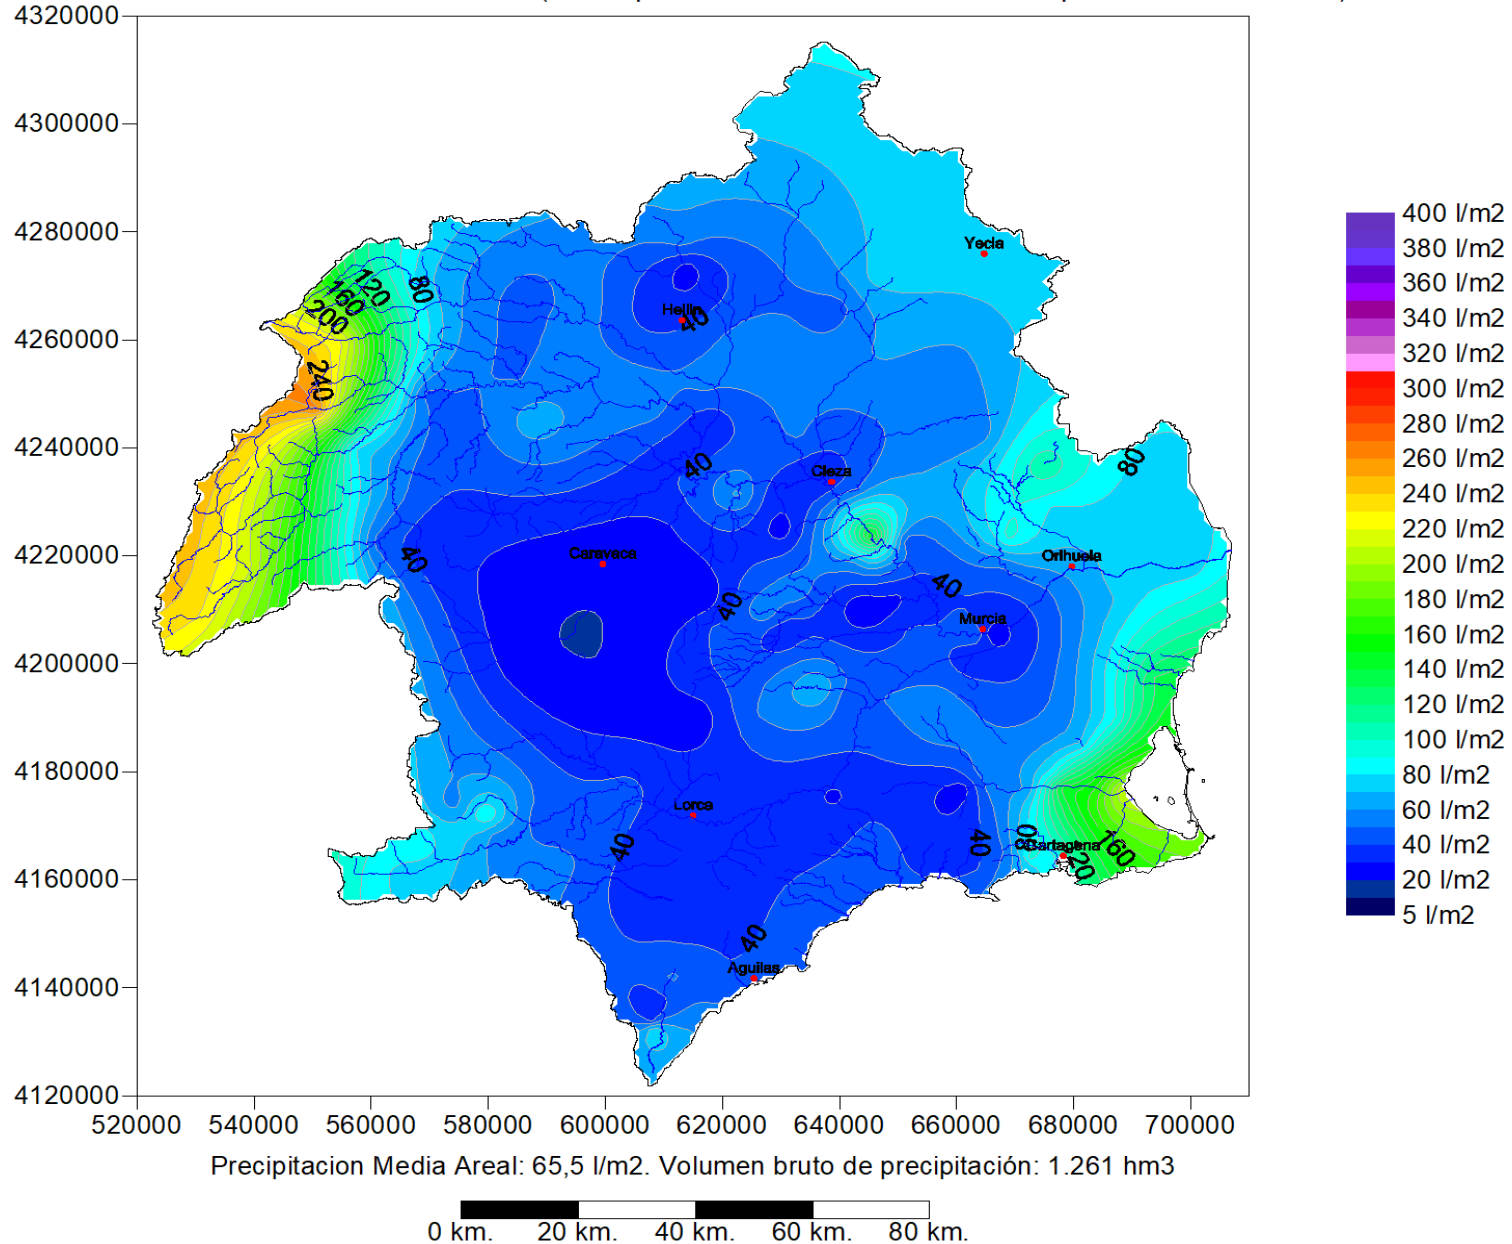 4320000
4300000
4280000
4260000
4240000
4220000
4200000
4180000
4160000
4140000
4120000
520000 540000 560000 580000 600000 620000 640000 660000 680000 700000
Yecla
80
120
160
200
240
Hellin
40
40
Cieza
80
40
Caravaca
Orihuela
40
40
Murcia
Lorca
40
40
80
Cartagena
160
120
40
Aguilas
400 l/m2
380 l/m2
360 l/m2
340 l/m2
320 l/m2
300 l/m2
280 l/m2
260 l/m2
240 l/m2
220 l/m2
200 l/m2
180 l/m2
160 l/m2
140 l/m2
120 l/m2
100 l/m2
80 l/m2
60 l/m2
40 l/m2
20 l/m2
5 l/m2
Precipitacion Media Areal: 65,5 l/m2. Volumen bruto de precipitación: 1.261 hm3
0 km. 20 km. 40 km. 60 km. 80 km.